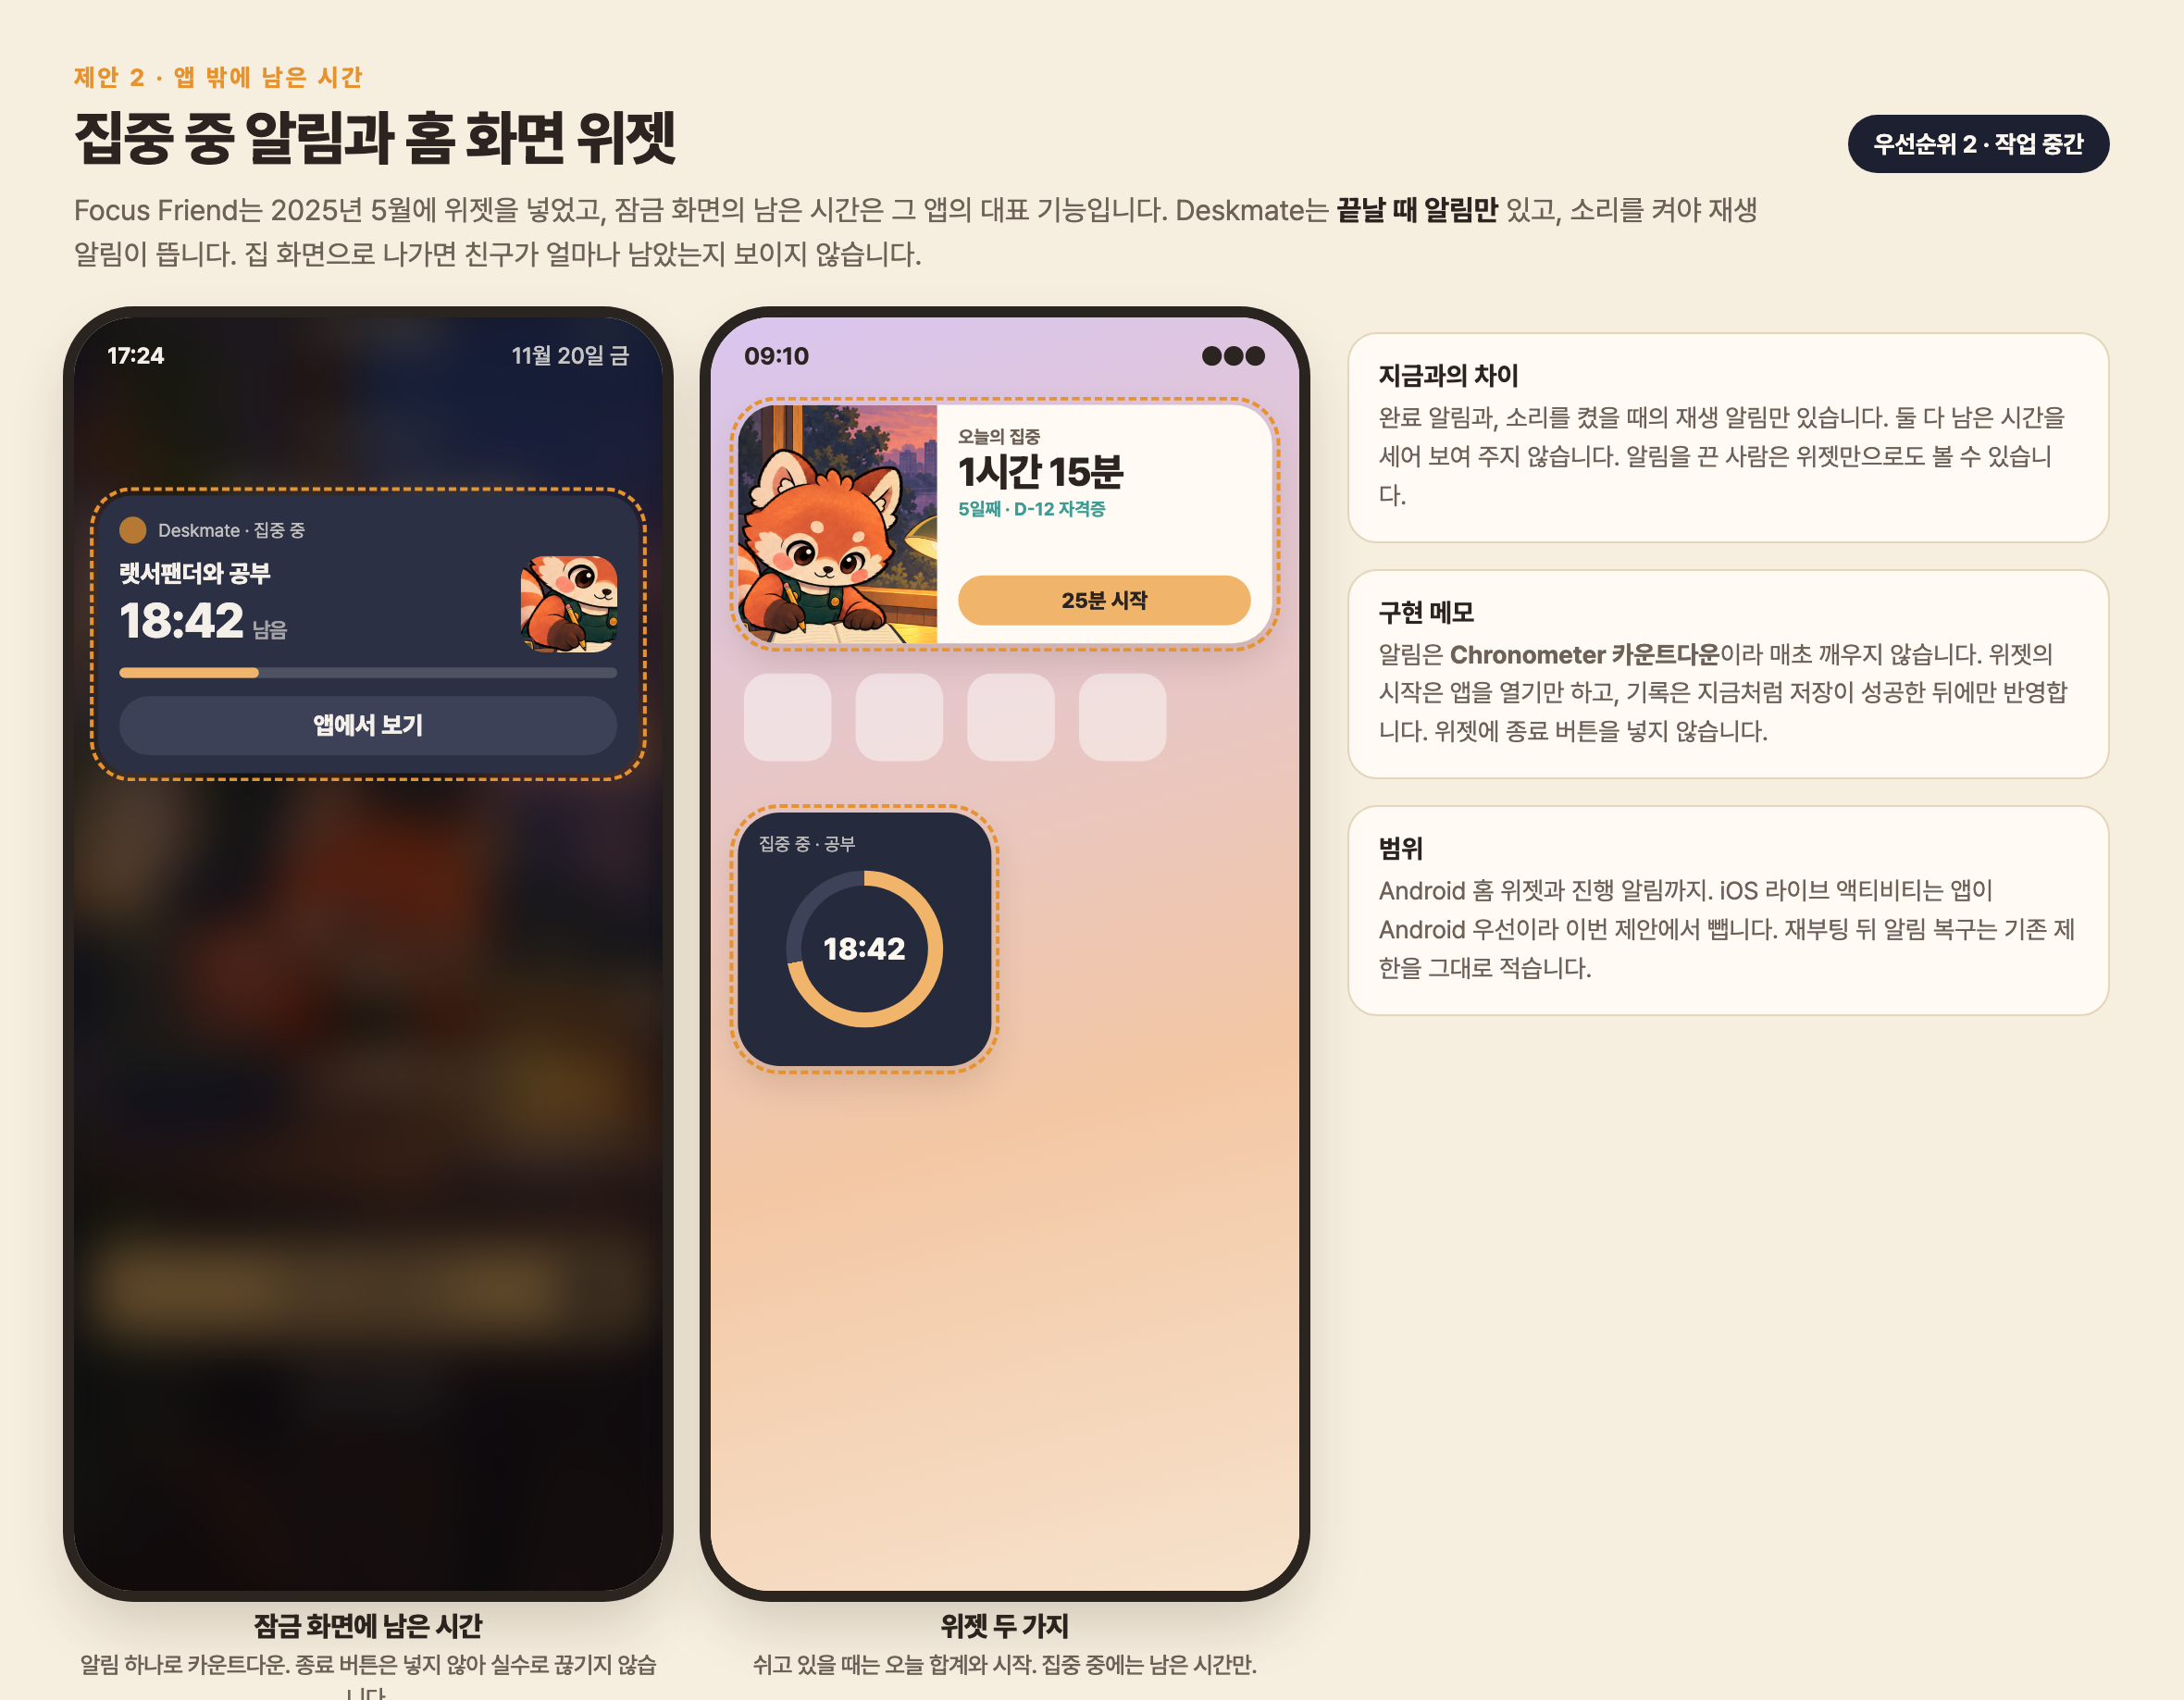 제안 2 · 앱 밖에 남은 시간
집중 중 알림과 홈 화면 위젯
우선순위 2 · 작업 중간
Focus Friend는 2025년 5월에 위젯을 넣었고, 잠금 화면의 남은 시간은 그 앱의 대표 기능입니다. Deskmate는 끝날 때 알림만 있고, 소리를 켜야 재생
알림이 뜹니다. 집 화면으로 나가면 친구가 얼마나 남았는지 보이지 않습니다.
17:24
11월 20일 금
Deskmate · 집중 중
랫서팬더와 공부
18:42 남음
앱에서 보기
잠금 화면에 남은 시간
알림 하나로 카운트다운. 종료 버튼은 넣지 않아 실수로 끊기지 않습
니다.
09:10
오늘의 집중
1시간 15분
5일째 · D-12 자격증
25분 시작
집중 중 · 공부
18:42
위젯 두 가지
쉬고 있을 때는 오늘 합계와 시작. 집중 중에는 남은 시간만.
지금과의 차이
완료 알림과, 소리를 켰을 때의 재생 알림만 있습니다. 둘 다 남은 시간을
세어 보여 주지 않습니다. 알림을 끈 사람은 위젯만으로도 볼 수 있습니
다.
구현 메모
알림은 Chronometer 카운트다운이라 매초 깨우지 않습니다. 위젯의
시작은 앱을 열기만 하고, 기록은 지금처럼 저장이 성공한 뒤에만 반영합
니다. 위젯에 종료 버튼을 넣지 않습니다.
범위
Android 홈 위젯과 진행 알림까지. iOS 라이브 액티비티는 앱이
Android 우선이라 이번 제안에서 뺍니다. 재부팅 뒤 알림 복구는 기존 제
한을 그대로 적습니다.